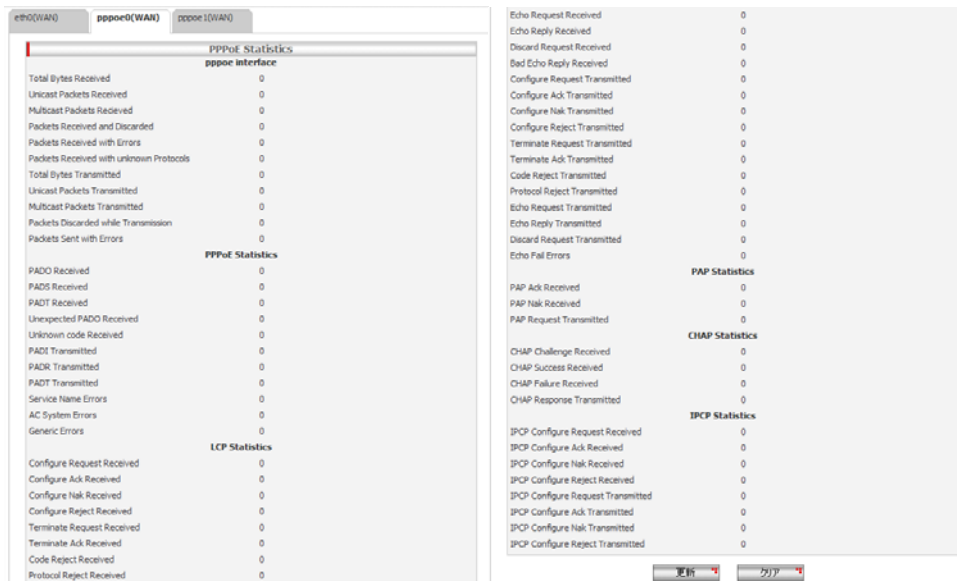 eth0(WAN) pppoe0(WAN) pppoe1(WAN)
PPPoE Statistics
pppoe interface
Total Bytes Received 0
Unicast Packets Received 0
Multicast Packets Recieved 0
Packets Received and Discarded 0
Packets Received with Errors 0
Packets Received with unknown Protocols 0
Total Bytes Transmitted 0
Unicast Packets Transmitted 0
Multicast Packets Transmitted 0
Packets Discarded while Transmission 0
Packets Sent with Errors 0
PPPoE Statistics
PADO Received 0
PADS Received 0
PADT Received 0
Unexpected PADO Received 0
Unknown code Received 0
PADI Transmitted 0
PADR Transmitted 0
PADT Transmitted 0
Service Name Errors 0
AC System Errors 0
Generic Errors 0
LCP Statistics
Configure Request Received 0
Configure Ack Received 0
Configure Nak Received 0
Configure Reject Received 0
Terminate Request Received 0
Terminate Ack Received 0
Code Reject Received 0
Protocol Reject Received 0
Echo Request Received 0
Echo Reply Received 0
Discard Request Received 0
Bad Echo Reply Received 0
Configure Request Transmitted 0
Configure Ack Transmitted 0
Configure Nak Transmitted 0
Configure Reject Transmitted 0
Terminate Request Transmitted 0
Terminate Ack Transmitted 0
Code Reject Transmitted 0
Protocol Reject Transmitted 0
Echo Request Transmitted 0
Echo Reply Transmitted 0
Discard Request Transmitted 0
Echo Fail Errors 0
PAP Statistics
PAP Ack Received 0
PAP Nak Received 0
PAP Request Transmitted 0
CHAP Statistics
CHAP Challenge Received 0
CHAP Success Received 0
CHAP Failure Received 0
CHAP Response Transmitted 0
IPCP Statistics
IPCP Configure Request Received 0
IPCP Configure Ack Received 0
IPCP Configure Nak Received 0
IPCP Configure Reject Received 0
IPCP Configure Request Transmitted 0
IPCP Configure Ack Transmitted 0
IPCP Configure Nak Transmitted 0
IPCP Configure Reject Transmitted 0
更新 クリア